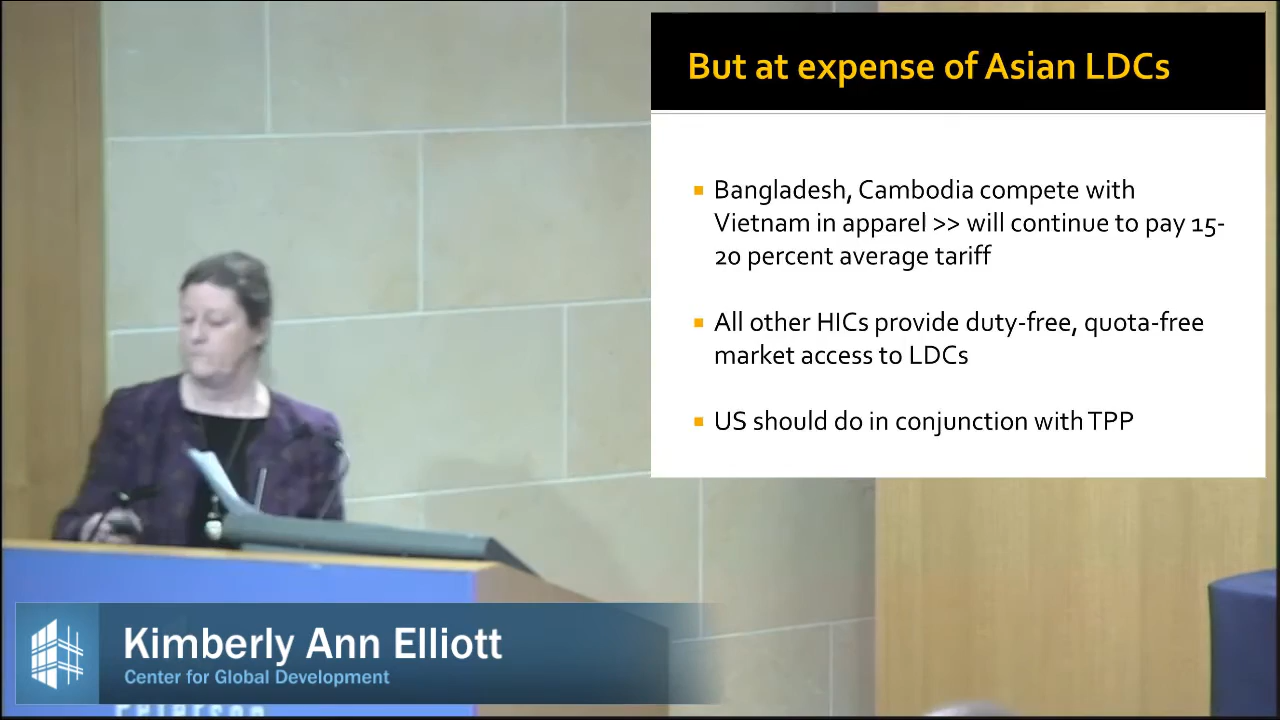 But at expense of Asian LDCs
▪ Bangladesh, Cambodia compete with
Vietnam in apparel >> will continue to pay 15-
20 percent average tariff
▪ All other HICs provide duty-free, quota-free
market access to LDCs
▪ US should do in conjunction with TPP
Kimberly Ann Elliott
Center for Global Development
Peterson